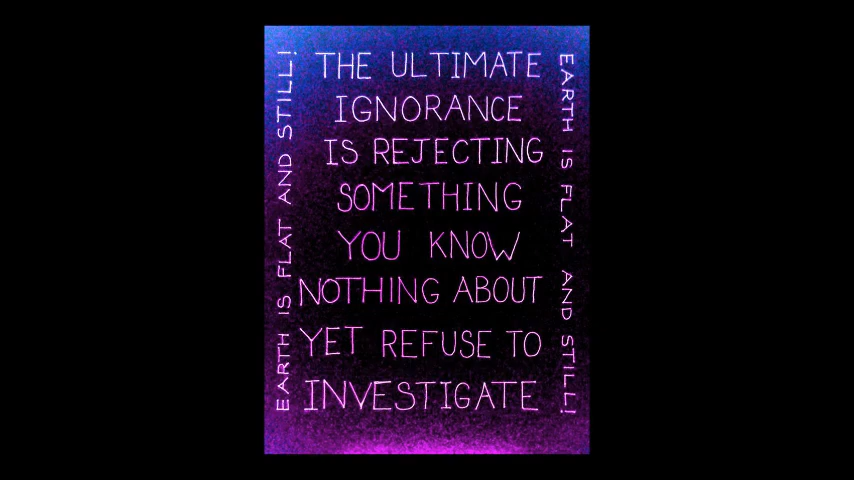 EARTH IS FLAT AND STILL!
THE ULTIMATE
IGNORANCE
IS REJECTING
SOMETHING
YOU KNOW
NOTHING ABOUT
YET REFUSE TO
INVESTIGATE
EARTH IS FLAT AND STILL!